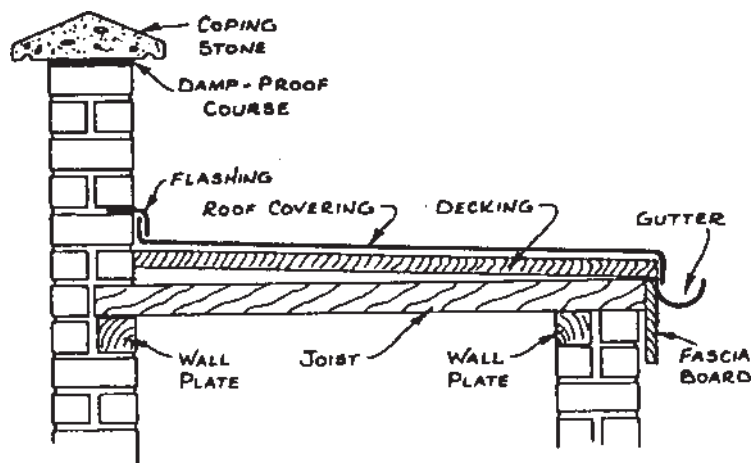 COPING
STONE
DAMP-PROOF
COURSE
FLASHING
ROOF COVERING
DECKING
GUTTER
WALL
PLATE
JOIST
WALL
PLATE
FASCIA
BOARD